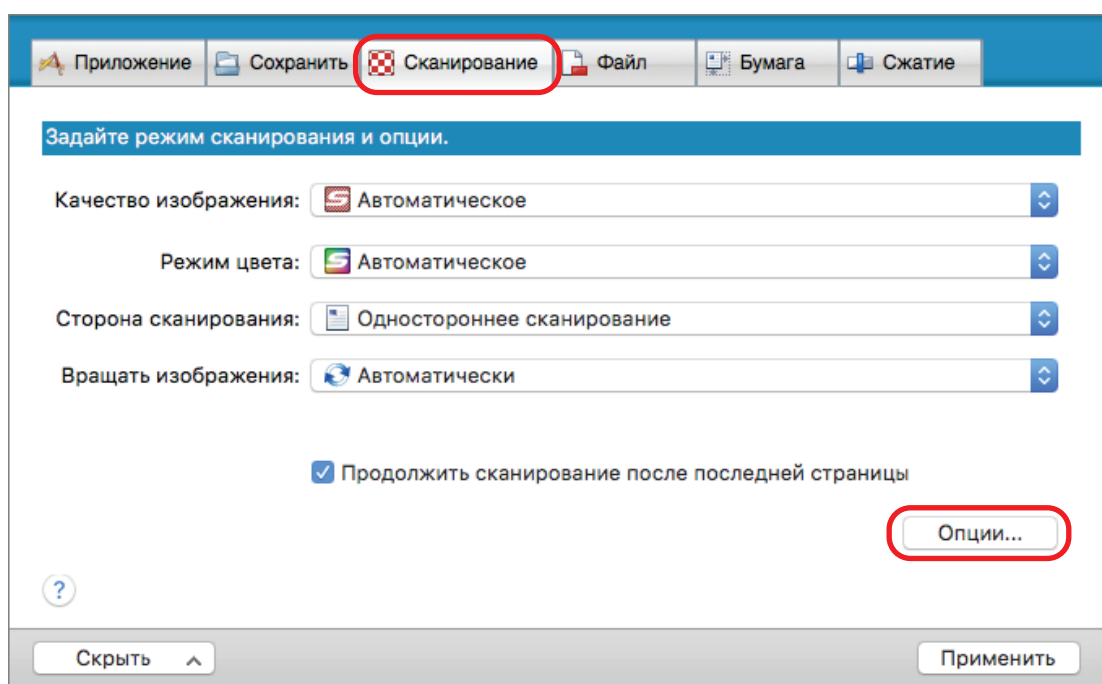 Приложение Сохранить Сканирование Файл Бумага Сжатие
Задайте режим сканирования и опции.
Качество изображения: Автоматическое
Режим цвета: Автоматическое
Сторона сканирования: Одностороннее сканирование
Вращать изображения: Автоматически
Продолжить сканирование после последней страницы
Опции...
?
Скрыть Применить